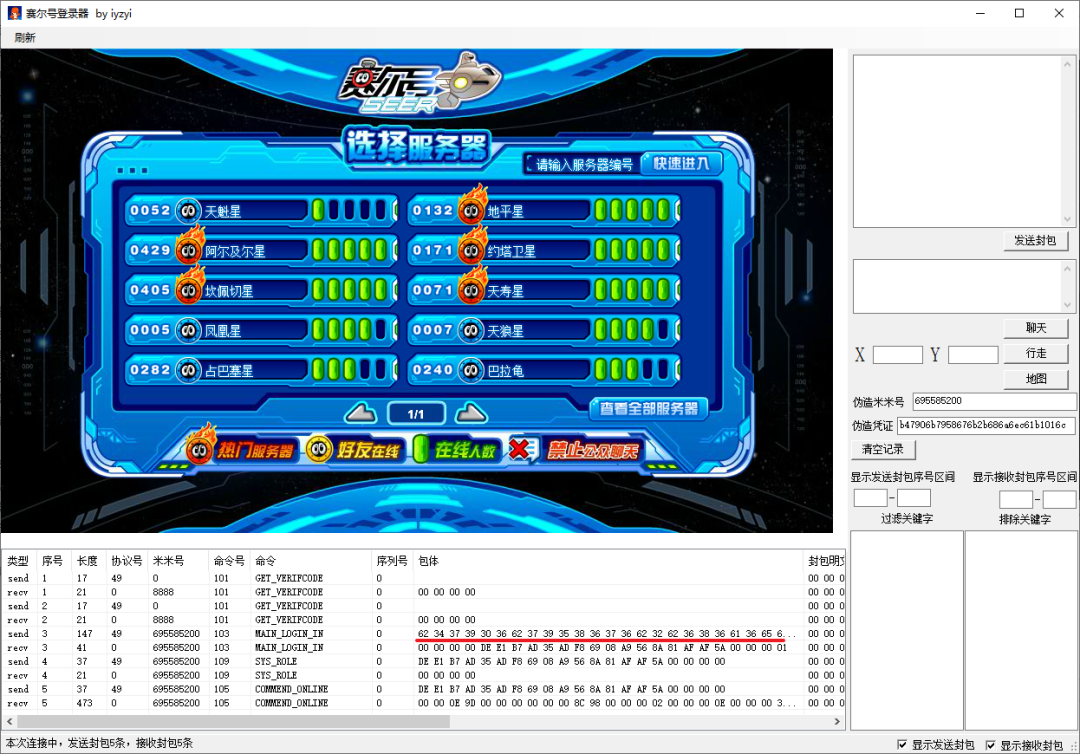 赛尔号登录器 by iyzyi
刷新
赛尔号
SEER
选择服务器
请输入服务器编号 快速进入
0052 天魁星 0132 地平星
0429 阿尔及尔星 0171 约塔卫星
0405 坎佩切星 0071 天寿星
0005 凤凰星 0007 天狼星
0282 占巴塞星 0240 巴拉龟
1/1 查看全部服务器
热门服务器 好友在线 在线人数 禁止公众聊天
发送封包
聊天
X Y 行走
地图
伪造米米号 695585200
伪造凭证 b47906b7958676b2b686a6ec61b1016c
清空记录
显示发送封包序号区间 显示接收封包序号区间
- -
过滤关键字 排除关键字
类型 序号 长度 协议号 米米号 命令号 命令 序列号 包体 封包明文
send 1 17 49 0 101 GET_VERIFCODE 0 00 00 0
recv 1 21 0 8888 101 GET_VERIFCODE 0 00 00 00 00 00 00 0
send 2 17 49 0 101 GET_VERIFCODE 0 00 00 0
recv 2 21 0 8888 101 GET_VERIFCODE 0 00 00 00 00 00 00 0
send 3 147 49 695585200 103 MAIN_LOGIN_IN 0 62 34 37 39 30 36 62 37 39 35 38 36 37 36 62 32 62 36 38 36 61 36 65 6... 00 00 0
recv 3 41 0 695585200 103 MAIN_LOGIN_IN 0 00 00 00 00 DE E1 B7 AD 35 AD F8 69 08 A9 56 8A 81 AF AF 5A 00 00 00 01 00 00 0
send 4 37 49 695585200 109 SYS_ROLE 0 DE E1 B7 AD 35 AD F8 69 08 A9 56 8A 81 AF AF 5A 00 00 00 00 00 00 0
recv 4 21 0 695585200 109 SYS_ROLE 0 00 00 00 00 00 00 0
send 5 37 49 695585200 105 COMMEND_ONLINE 0 DE E1 B7 AD 35 AD F8 69 08 A9 56 8A 81 AF AF 5A 00 00 00 00 00 00 0
recv 5 473 0 695585200 105 COMMEND_ONLINE 0 00 00 0E 9D 00 00 00 00 00 00 8C 98 00 00 00 02 00 00 00 0E 00 00 00 3... 00 00 0
本次连接中，发送封包5条，接收封包5条 显示发送封包 显示接收封包